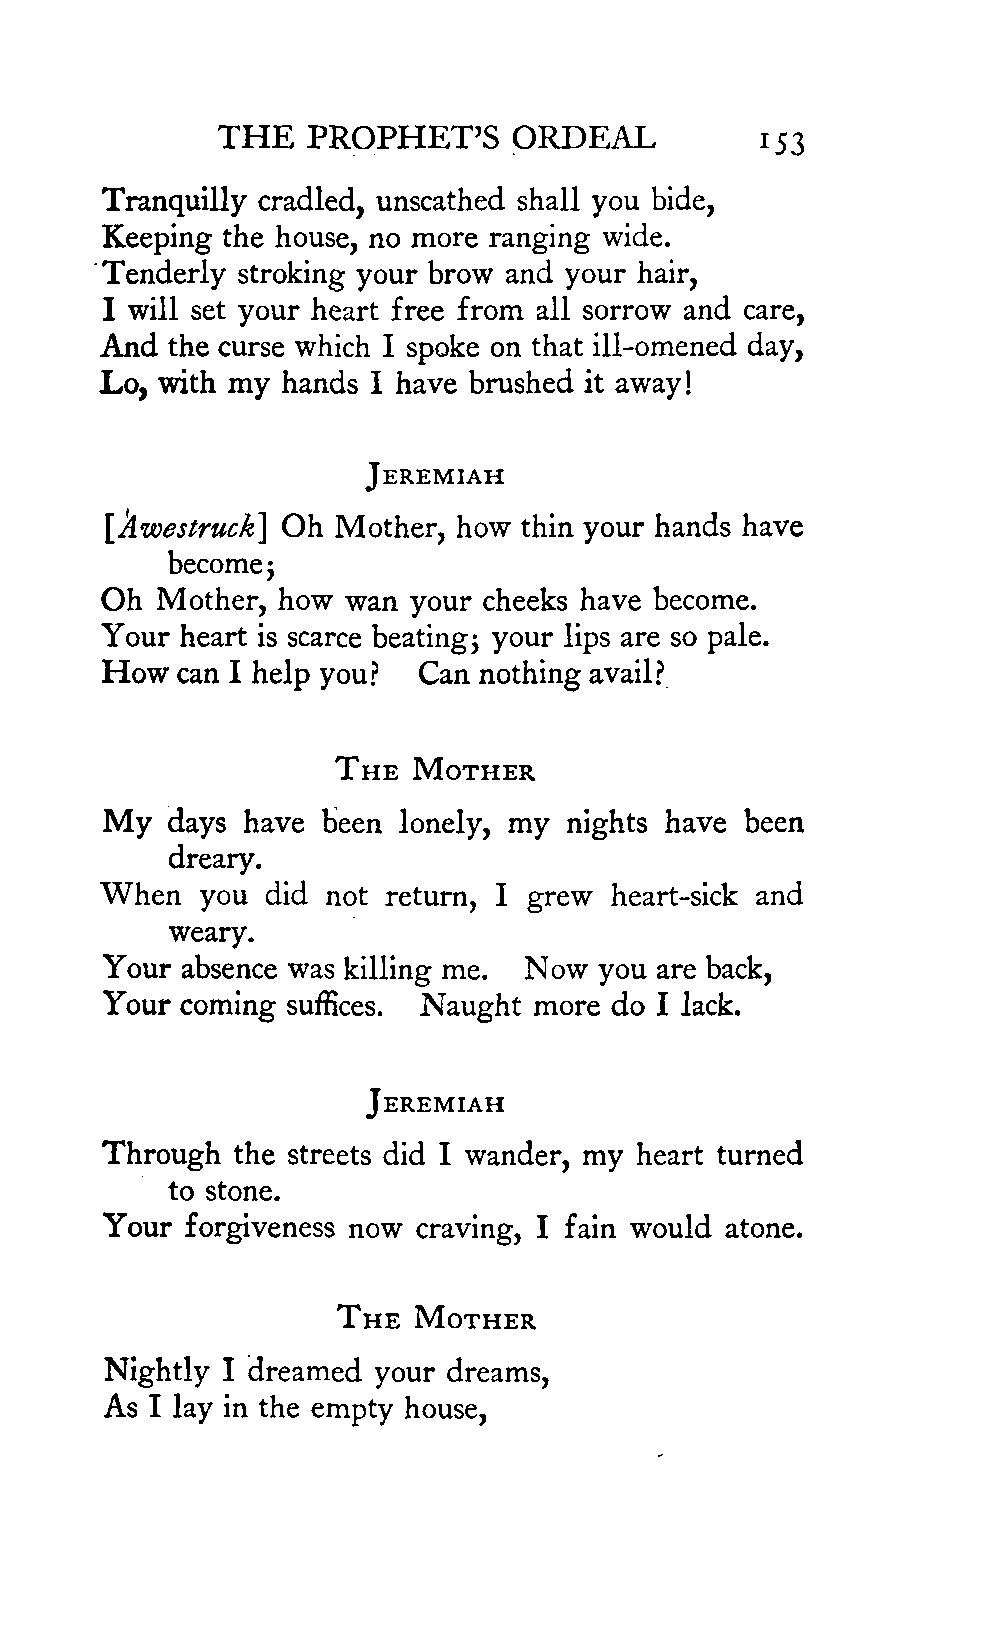 THE PROPHET'S ORDEAL 153
Tranquilly cradled, unscathed shall you bide,
Keeping the house, no more ranging wide.
Tenderly stroking your brow and your hair,
I will set your heart free from all sorrow and care,
And the curse which I spoke on that ill-omened day,
Lo, with my hands I have brushed it away!
JEREMIAH
[Awestruck] Oh Mother, how thin your hands have
become;
Oh Mother, how wan your cheeks have become.
Your heart is scarce beating; your lips are so pale.
How can I help you? Can nothing avail?
THE MOTHER
My days have been lonely, my nights have been
dreary.
When you did not return, I grew heart-sick and
weary.
Your absence was killing me. Now you are back,
Your coming suffices. Naught more do I lack.
JEREMIAH
Through the streets did I wander, my heart turned
to stone.
Your forgiveness now craving, I fain would atone.
THE MOTHER
Nightly I dreamed your dreams,
As I lay in the empty house,